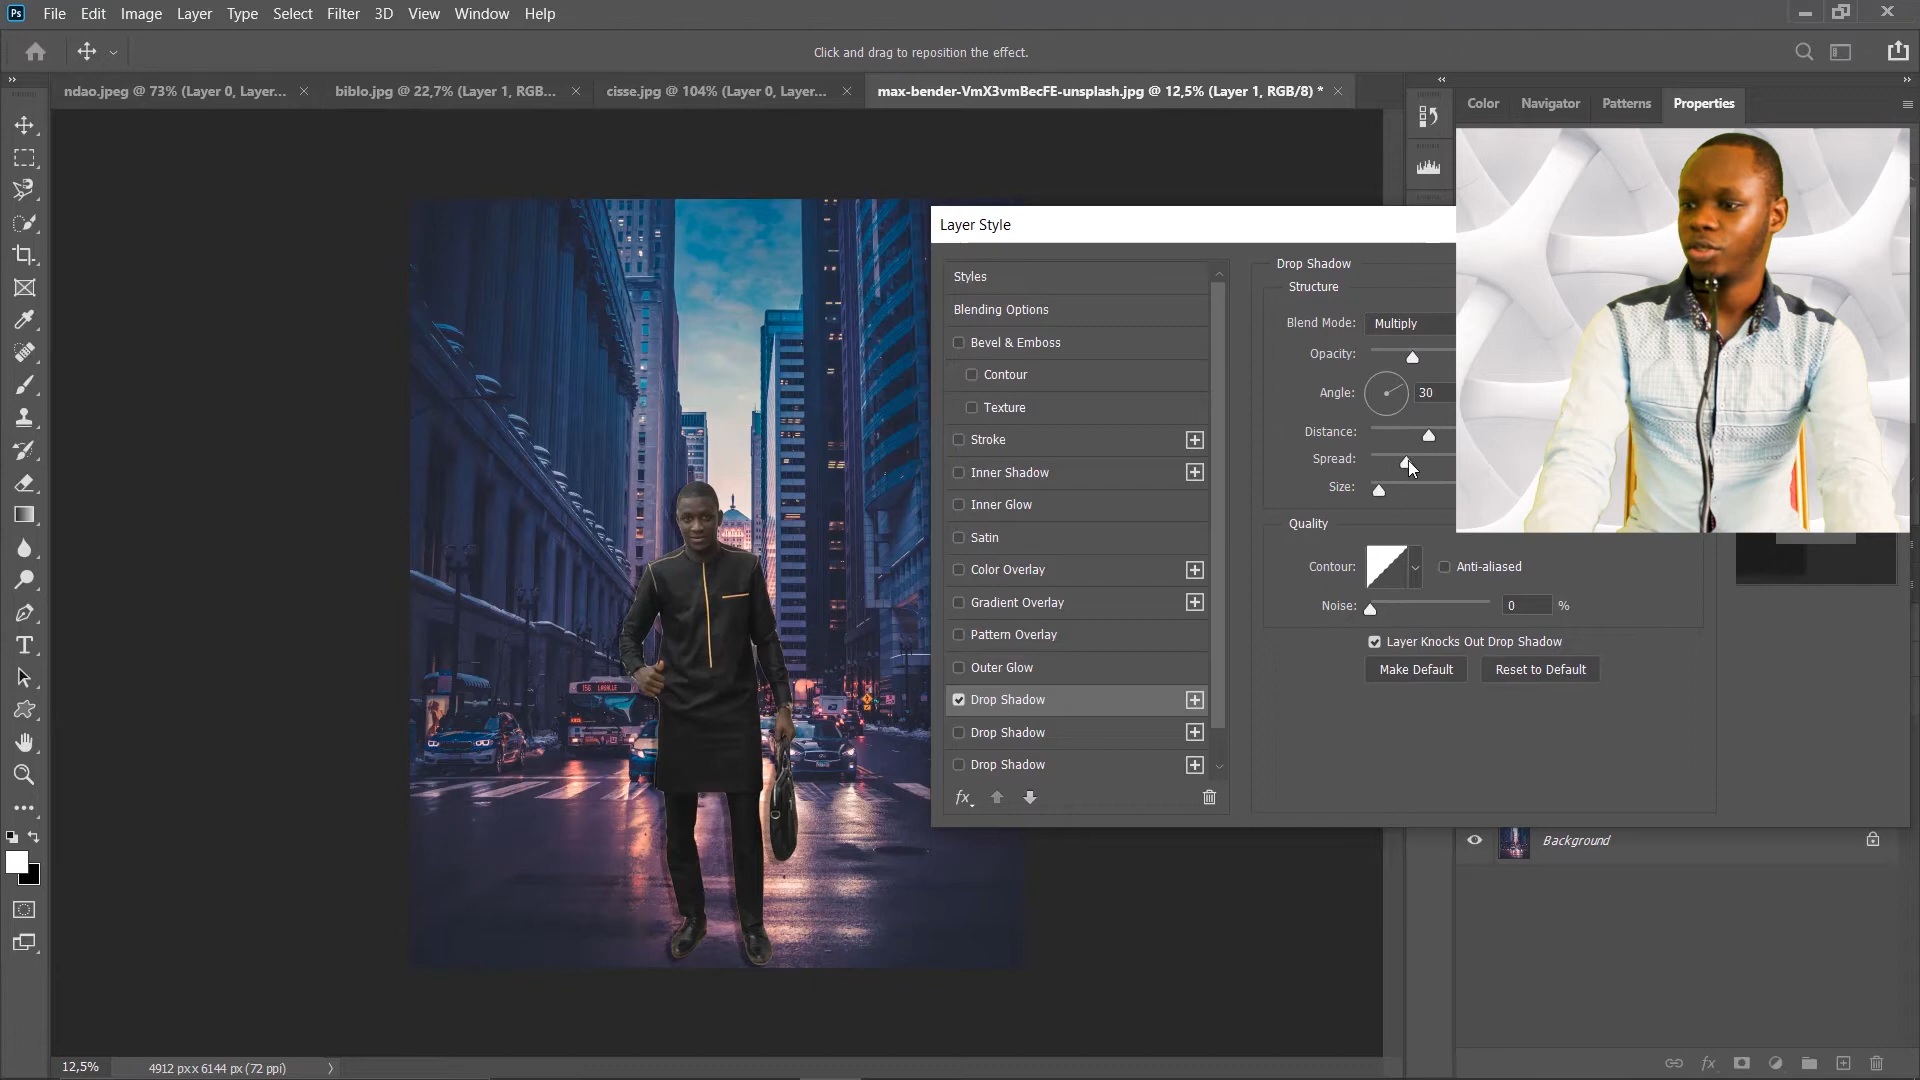 Ps File Edit Image Layer Type Select Filter 3D View Window Help
Click and drag to reposition the effect.
ndao.jpeg @ 73% (Layer 0, Layer...
biblo.jpg @ 22,7% (Layer 1, RGB...
cisse.jpg @ 104% (Layer 0, Layer...
max-bender-VmX3vmBecFE-unsplash.jpg @ 12,5% (Layer 1, RGB/8) *
Color Navigator Patterns Properties
Layer Style
Styles
Blending Options
Bevel & Emboss
Contour
Texture
Stroke
Inner Shadow
Inner Glow
Satin
Color Overlay
Gradient Overlay
Pattern Overlay
Outer Glow
Drop Shadow
Drop Shadow
Drop Shadow
fx
Drop Shadow
Structure
Blend Mode: Multiply
Opacity:
Angle: 30
Distance:
Spread:
Size:
Quality
Contour: Anti-aliased
Noise: 0 %
Layer Knocks Out Drop Shadow
Make Default Reset to Default
156 LASALLE
Background
12,5% 4912 px x 6144 px (72 ppi)
fx